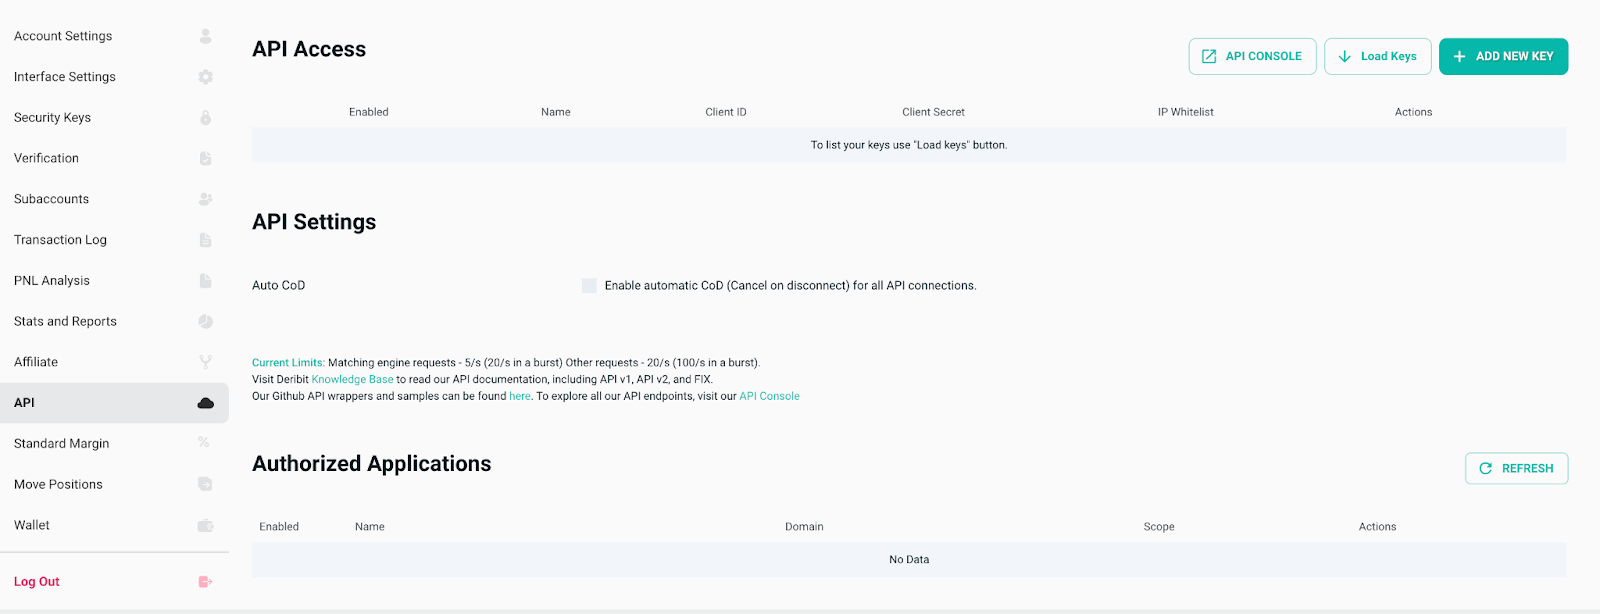 Account Settings
Interface Settings
Security Keys
Verification
Subaccounts
Transaction Log
PNL Analysis
Stats and Reports
Affiliate
API
Standard Margin
Move Positions
Wallet
Log Out
API Access
API CONSOLE
Load Keys
ADD NEW KEY
Enabled Name Client ID Client Secret IP Whitelist Actions
To list your keys use "Load keys" button.
API Settings
Auto CoD
Enable automatic CoD (Cancel on disconnect) for all API connections.
Current Limits: Matching engine requests - 5/s (20/s in a burst) Other requests - 20/s (100/s in a burst).
Visit Deribit Knowledge Base to read our API documentation, including API v1, API v2, and FIX.
Our Github API wrappers and samples can be found here. To explore all our API endpoints, visit our API Console
Authorized Applications
REFRESH
Enabled Name Domain Scope Actions
No Data